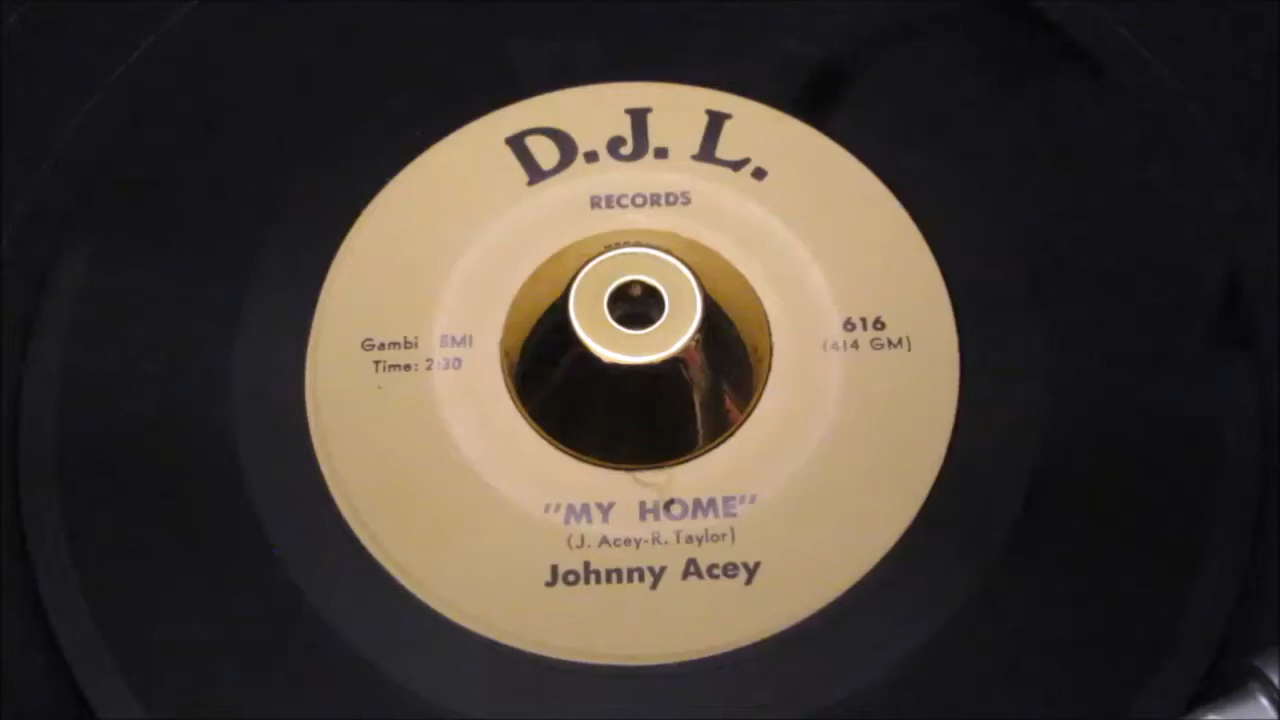 D.J.L.
RECORDS
Gambi BMI
Time: 2:30
616
(414 GM)
"MY HOME"
(J. Acey-R. Taylor)
Johnny Acey